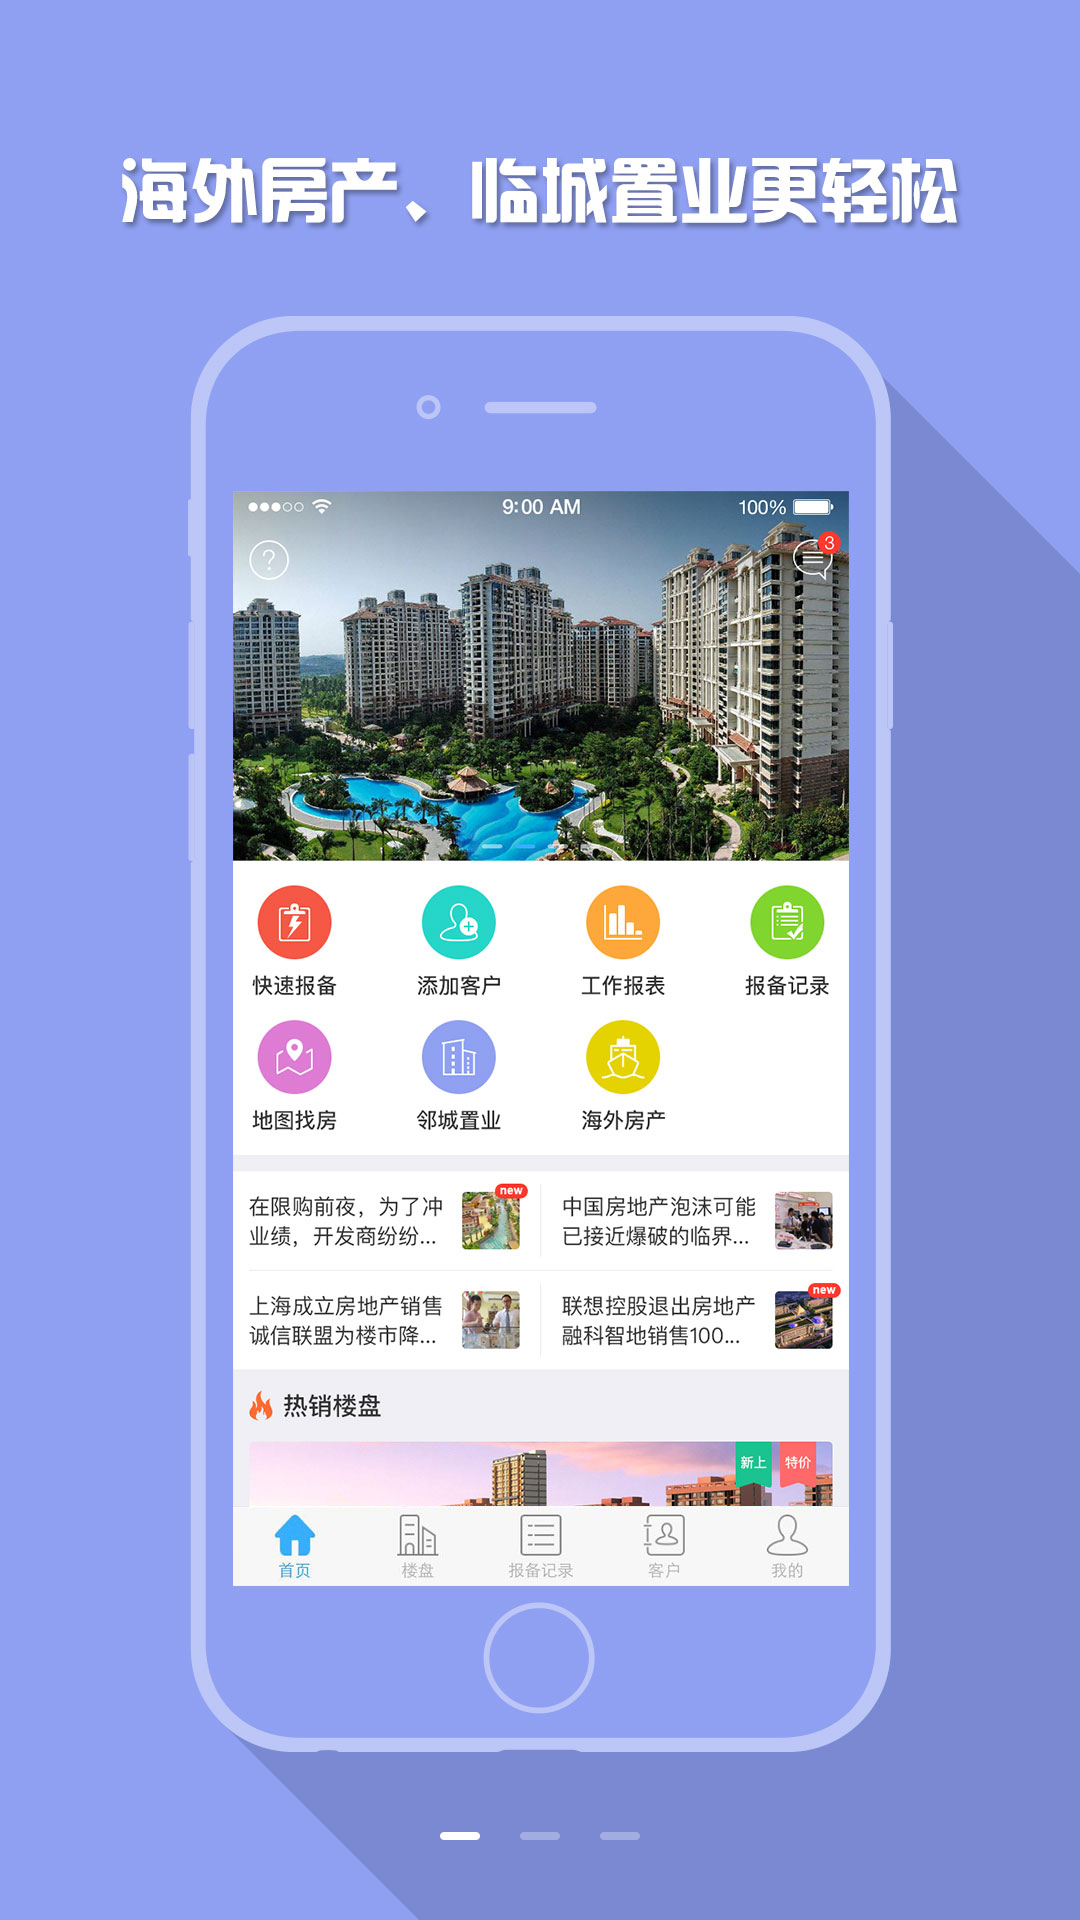 海外房产、临城置业更轻松
9:00 AM
100%
?
3
快速报备
添加客户
工作报表
报备记录
地图找房
邻城置业
海外房产
在限购前夜，为了冲
业绩，开发商纷纷...
new
中国房地产泡沫可能
已接近爆破的临界...
上海成立房地产销售
诚信联盟为楼市降...
联想控股退出房地产
融科智地销售100...
new
热销楼盘
新上
特价
首页
楼盘
报备记录
客户
我的